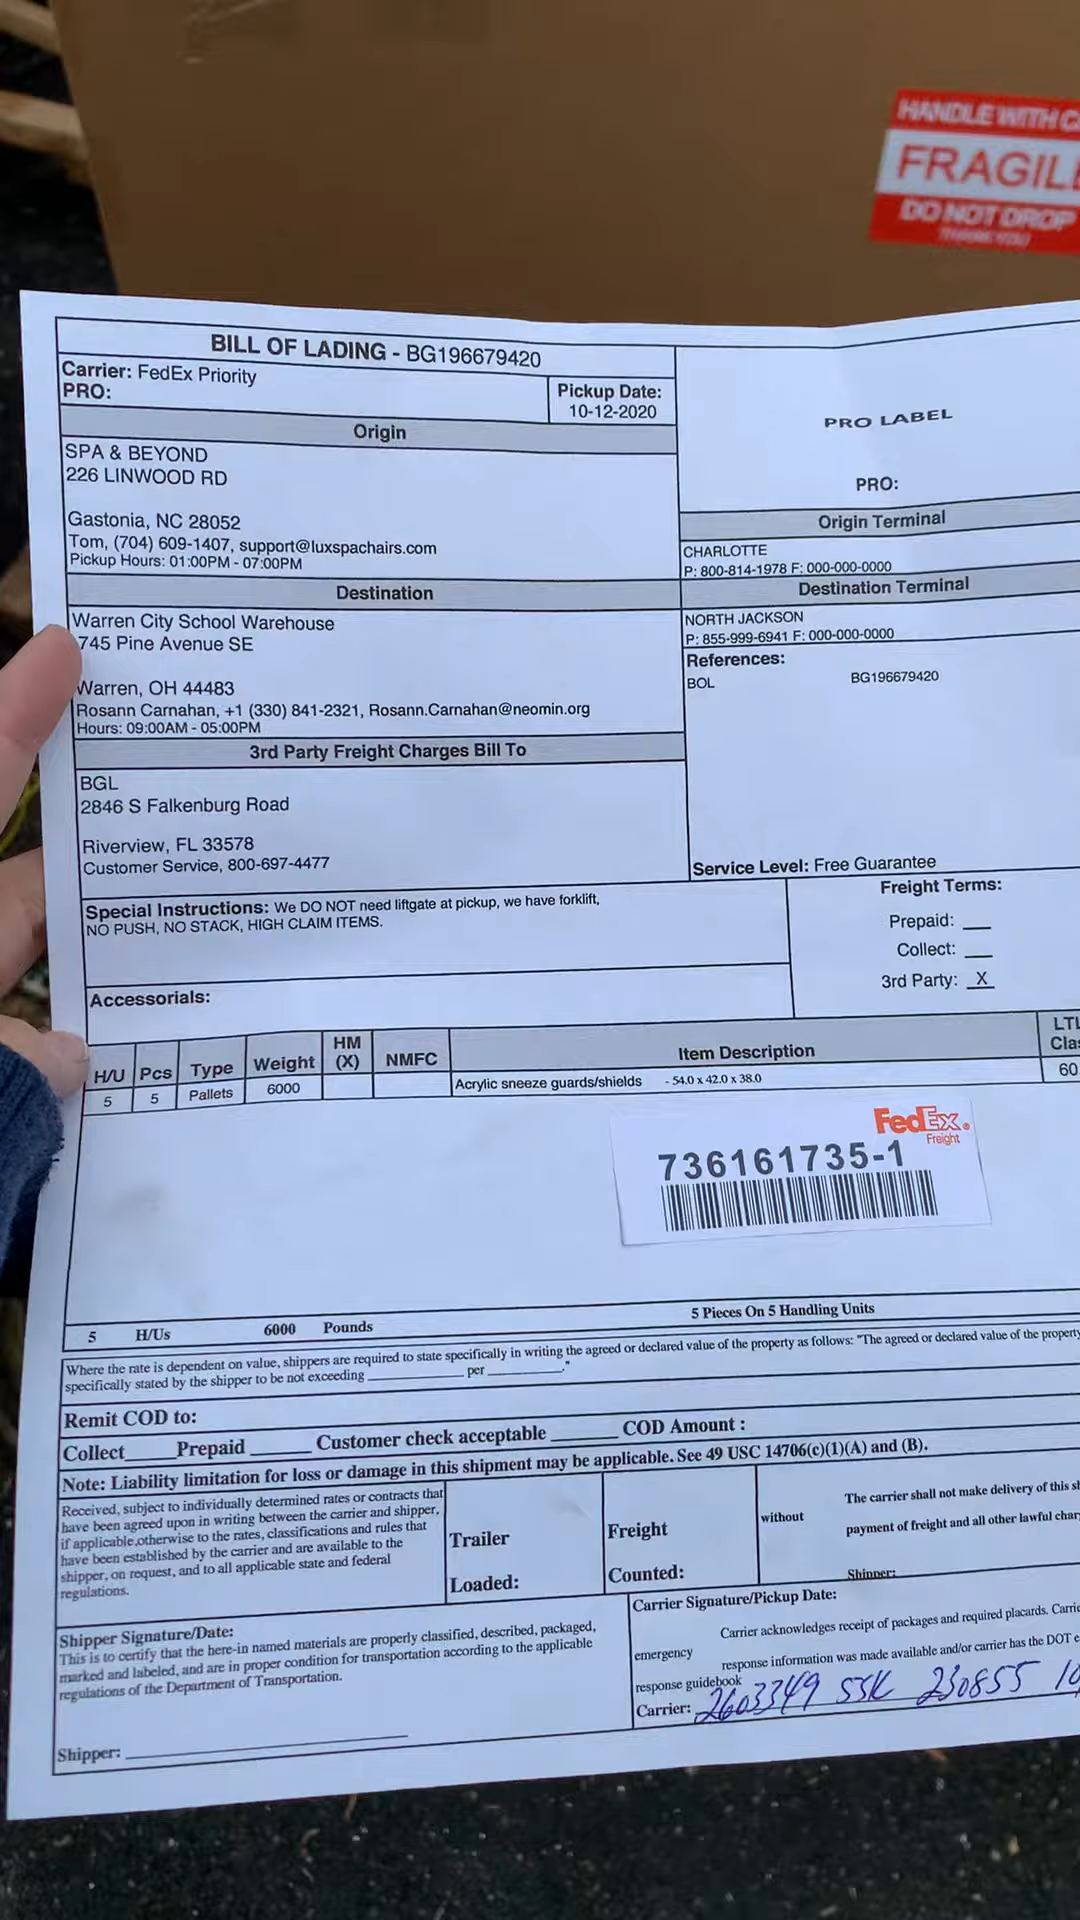 HANDLE WITH
FRAGIL
DO NOT DROP
THANK YOU
BILL OF LADING - BG196679420
Carrier: FedEx Priority
PRO:
Pickup Date:
10-12-2020
Origin
SPA & BEYOND
226 LINWOOD RD
Gastonia, NC 28052
Tom, (704) 609-1407, support@luxspachairs.com
Pickup Hours: 01:00PM - 07:00PM
PRO LABEL
PRO:
Origin Terminal
CHARLOTTE
P: 800-814-1978 F: 000-000-0000
Destination
Warren City School Warehouse
745 Pine Avenue SE
Warren, OH 44483
Rosann Carnahan, +1 (330) 841-2321, Rosann.Carnahan@neomin.org
Hours: 09:00AM - 05:00PM
Destination Terminal
NORTH JACKSON
P: 855-999-6941 F: 000-000-0000
References:
BOL BG196679420
3rd Party Freight Charges Bill To
BGL
2846 S Falkenburg Road
Riverview, FL 33578
Customer Service, 800-697-4477
Service Level: Free Guarantee
Special Instructions: We DO NOT need liftgate at pickup, we have forklift,
NO PUSH, NO STACK, HIGH CLAIM ITEMS.
Freight Terms:
Prepaid: __
Collect: __
3rd Party: X
Accessorials:
H/U Pcs Type Weight HM (X) NMFC Item Description LTL
5 5 Pallets 6000 Acrylic sneeze guards/shields - 54.0 x 42.0 x 38.0 60
FedEx®
Freight
736161735-1
5 H/Us 6000 Pounds 5 Pieces On 5 Handling Units
Where the rate is dependent on value, shippers are required to state specifically in writing the agreed or declared value of the property as follows: "The agreed or declared value of the property
specifically stated by the shipper to be not exceeding ________ per ________."
Remit COD to:
Collect____ Prepaid ____ Customer check acceptable ____ COD Amount :
Note: Liability limitation for loss or damage in this shipment may be applicable. See 49 USC 14706(c)(1)(A) and (B).
Received, subject to individually determined rates or contracts that
have been agreed upon in writing between the carrier and shipper,
if applicable,otherwise to the rates, classifications and rules that
have been established by the carrier and are available to the
shipper, on request, and to all applicable state and federal
regulations.
Trailer
Loaded:
Freight
Counted:
The carrier shall not make delivery of this
without
payment of freight and all other lawful
Shipper:
Shipper Signature/Date:
This is to certify that the here-in named materials are properly classified, described, packaged,
marked and labeled, and are in proper condition for transportation according to the applicable
regulations of the Department of Transportation.
Shipper: ________
Carrier Signature/Pickup Date:
Carrier acknowledges receipt of packages and required placards.
emergency
response information was made available and/or carrier has the DOT
response guidebook
Carrier: 2603349 SSK 230855 10